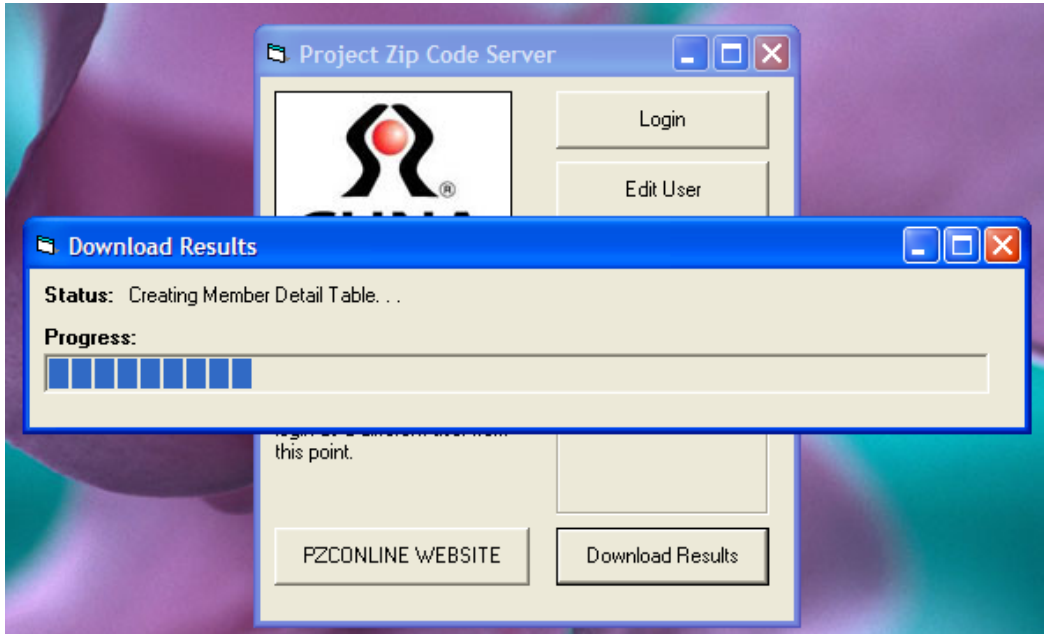 Project Zip Code Server
Login
®
Edit User
Download Results
Status: Creating Member Detail Table. . .
Progress:
this point.
PZCONLINE WEBSITE
Download Results